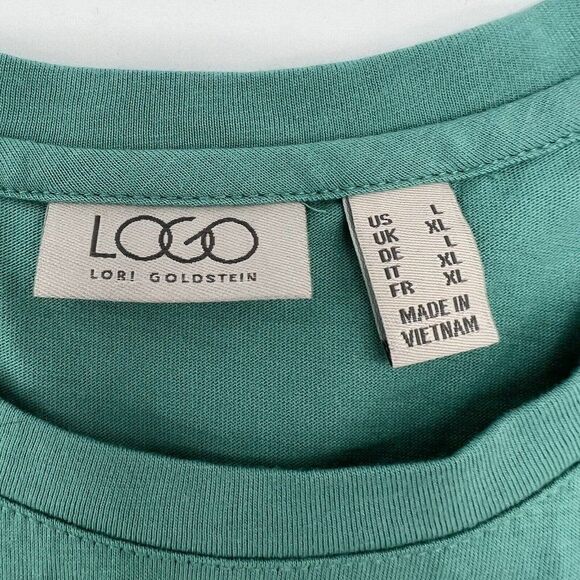 LOGO
LORI GOLDSTEIN
US L
UK XL
DE L
IT XL
FR XL
MADE IN
VIETNAM